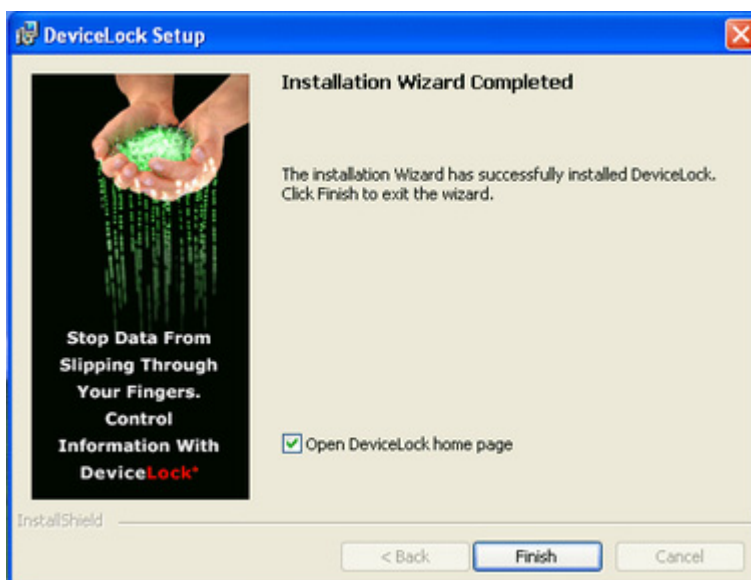 DeviceLock Setup
Installation Wizard Completed
The installation Wizard has successfully installed DeviceLock.
Click Finish to exit the wizard.
Stop Data From
Slipping Through
Your Fingers.
Control
Information With
DeviceLock*
Open DeviceLock home page
InstallShield
< Back
Finish
Cancel